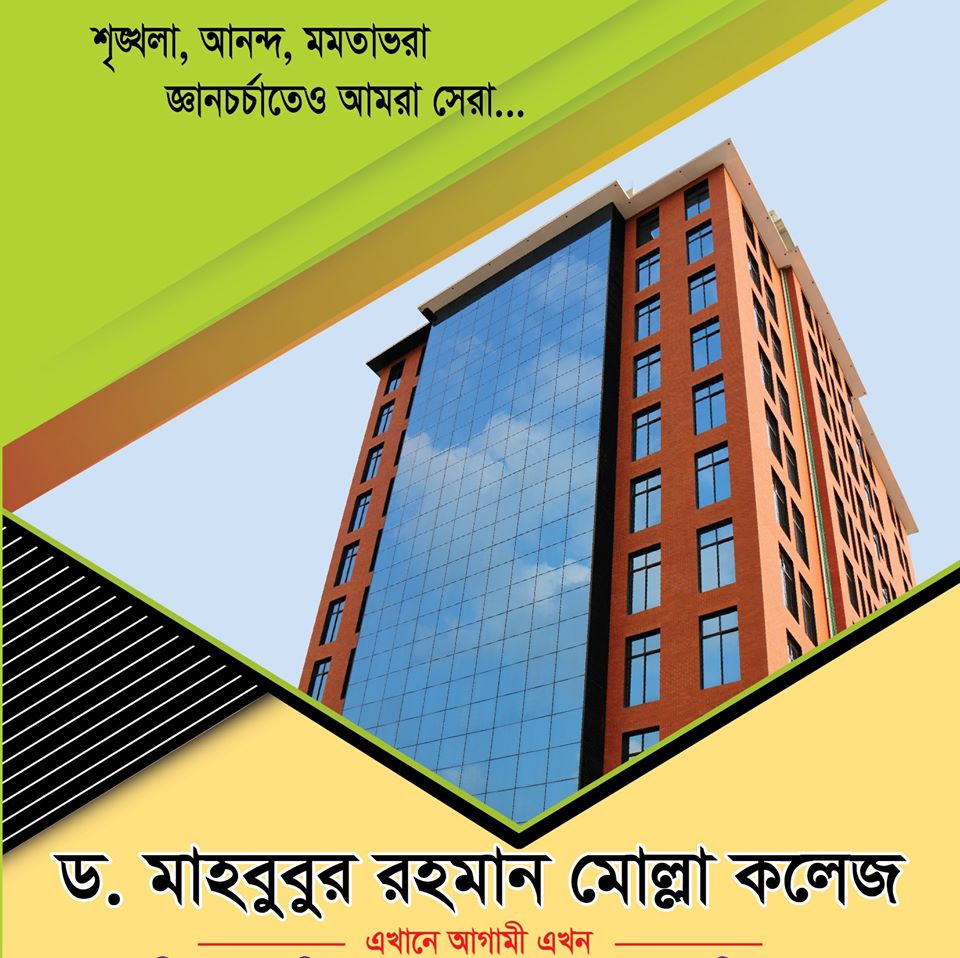 শৃঙ্খলা, আনন্দ, মমতাভরা
জ্ঞানচর্চাতেও আমরা সেরা...
ড. মাহবুবুর রহমান মোল্লা কলেজ
এখানে আগামী এখন